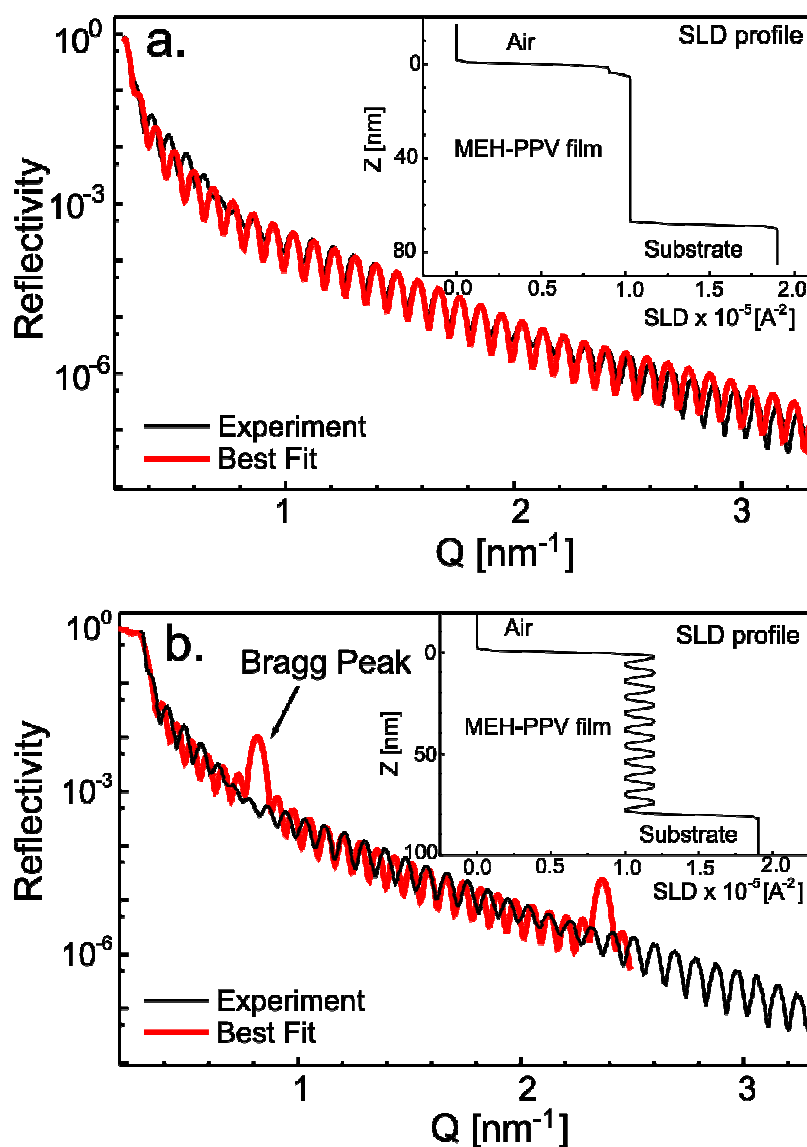 a.
Reflectivity
10^0
10^-3
10^-6
Air
SLD profile
MEH-PPV film
Substrate
Z [nm]
0
40
80
0.0 0.5 1.0 1.5 2.0
SLD x 10^-5 [A^-2]
Experiment
Best Fit
1 2 3
Q [nm^-1]
b.
Bragg Peak
Reflectivity
10^0
10^-3
10^-6
Air
SLD profile
MEH-PPV film
Substrate
Z [nm]
0
50
100
0.0 0.5 1.0 1.5 2.0
SLD x 10^-5 [A^-2]
Experiment
Best Fit
1 2 3
Q [nm^-1]